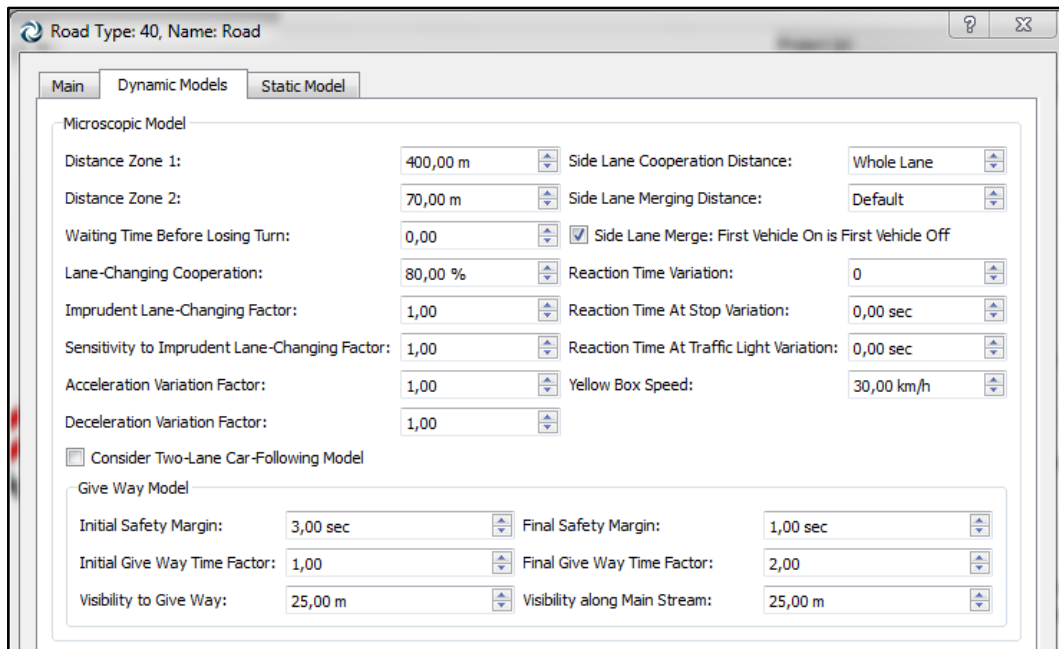 Road Type: 40, Name: Road
Main Dynamic Models Static Model
Microscopic Model
Distance Zone 1: 400,00 m Side Lane Cooperation Distance: Whole Lane
Distance Zone 2: 70,00 m Side Lane Merging Distance: Default
Waiting Time Before Losing Turn: 0,00 Side Lane Merge: First Vehicle On is First Vehicle Off
Lane-Changing Cooperation: 80,00 % Reaction Time Variation: 0
Imprudent Lane-Changing Factor: 1,00 Reaction Time At Stop Variation: 0,00 sec
Sensitivity to Imprudent Lane-Changing Factor: 1,00 Reaction Time At Traffic Light Variation: 0,00 sec
Acceleration Variation Factor: 1,00 Yellow Box Speed: 30,00 km/h
Deceleration Variation Factor: 1,00
Consider Two-Lane Car-Following Model
Give Way Model
Initial Safety Margin: 3,00 sec Final Safety Margin: 1,00 sec
Initial Give Way Time Factor: 1,00 Final Give Way Time Factor: 2,00
Visibility to Give Way: 25,00 m Visibility along Main Stream: 25,00 m